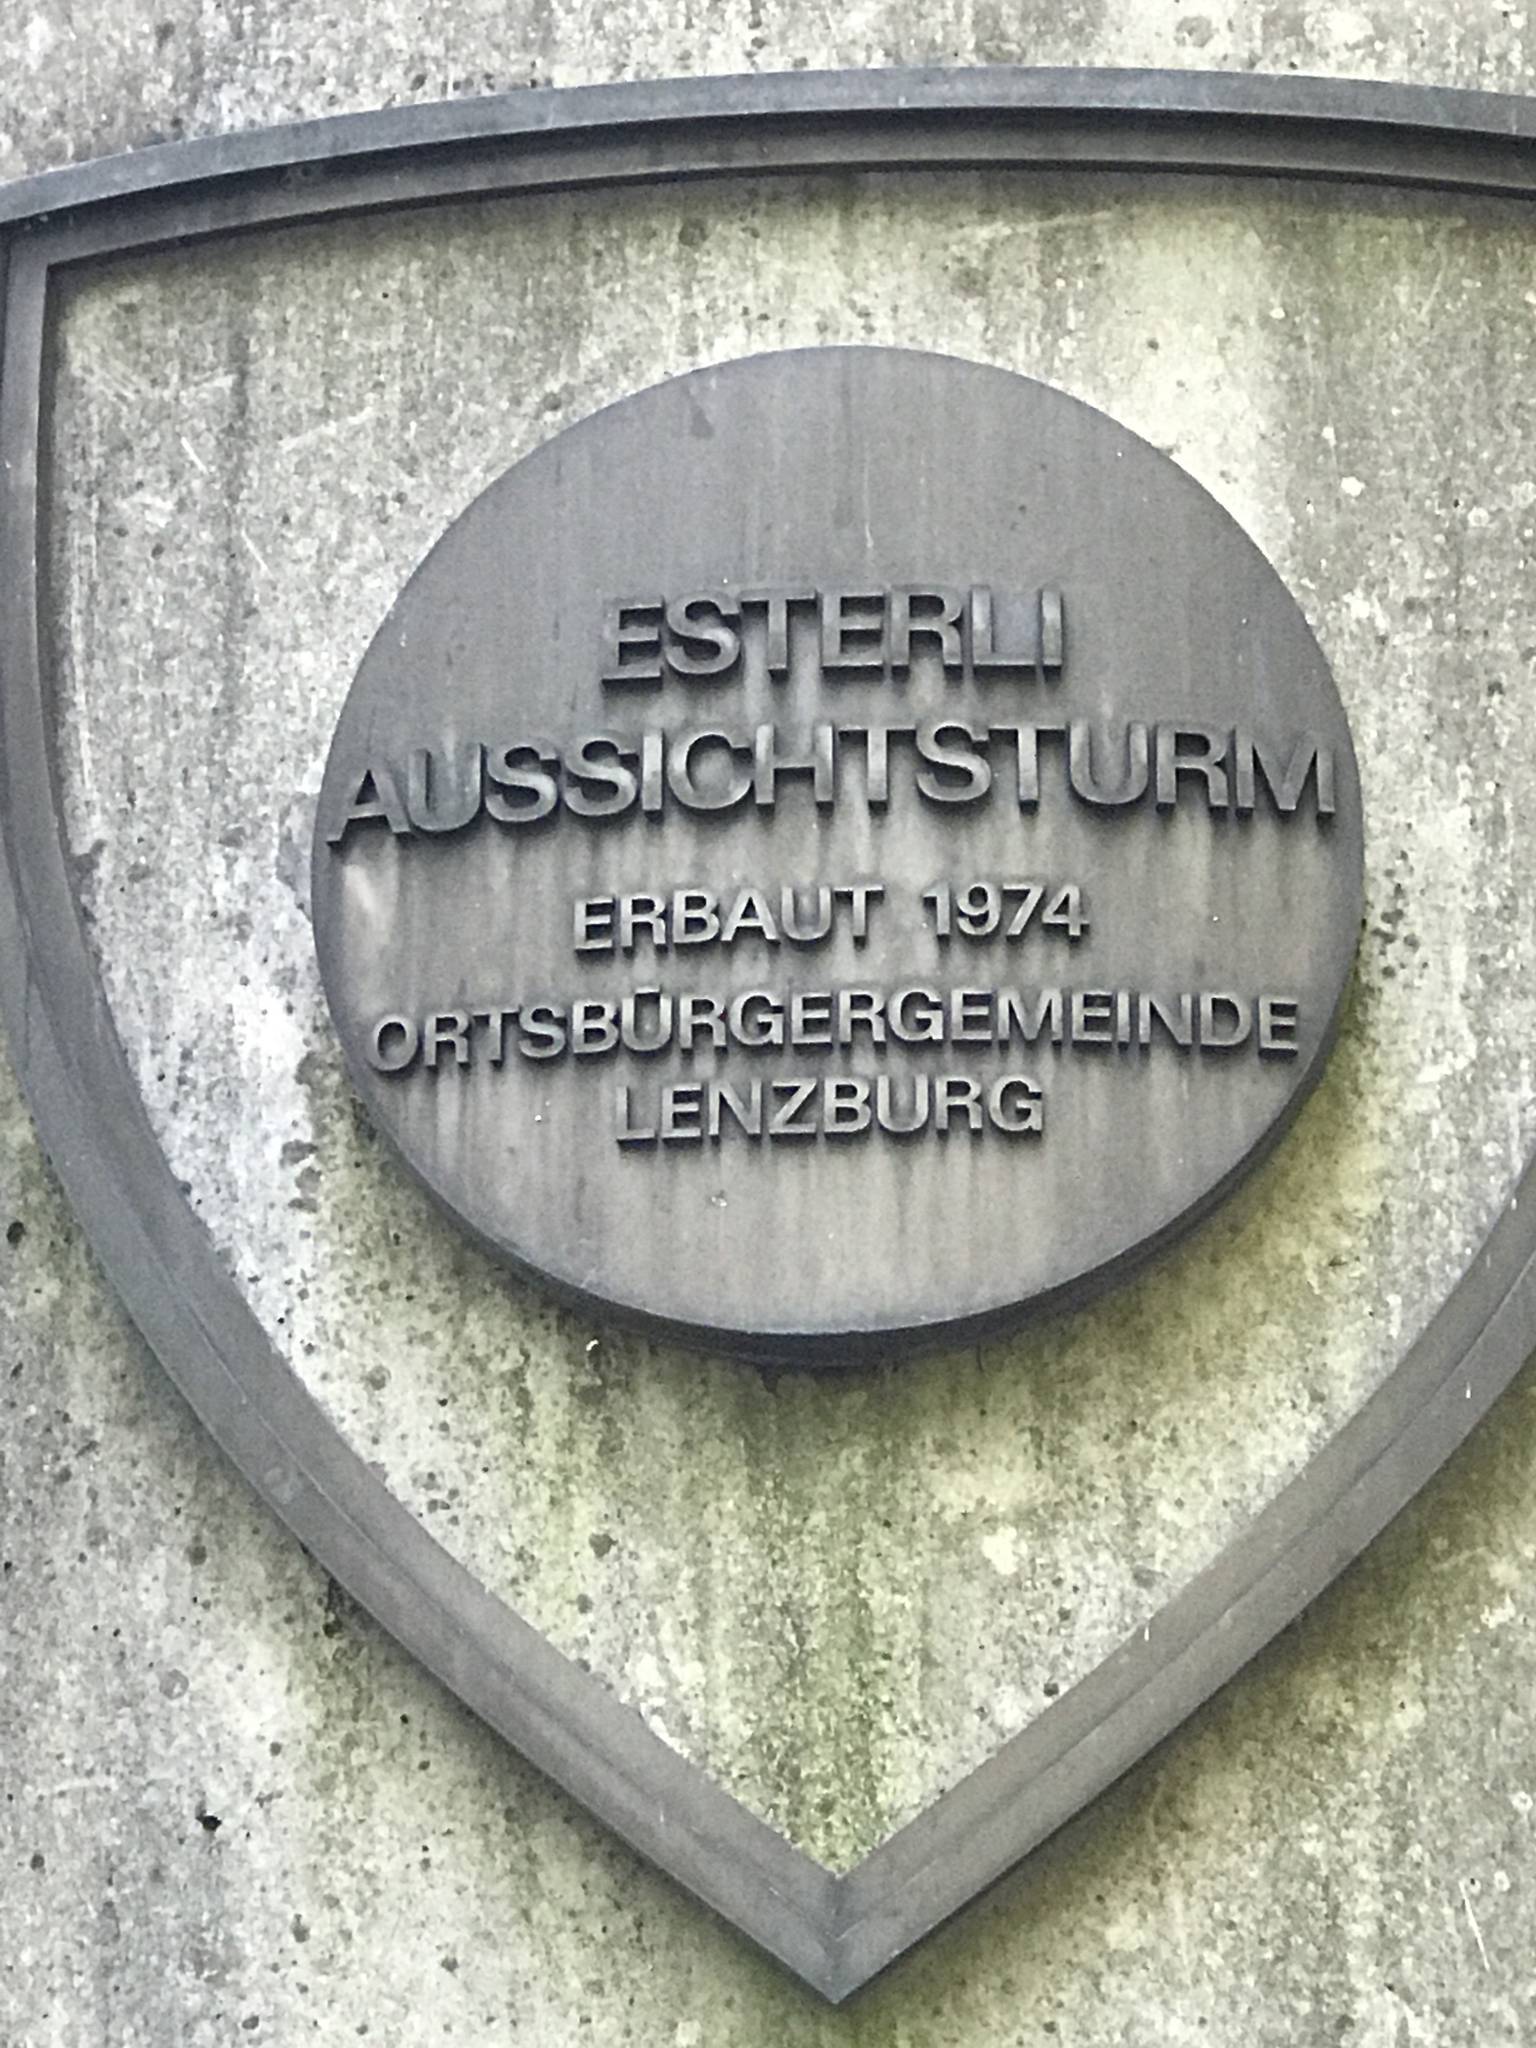 ESTERLI
AUSSICHTSTURM
ERBAUT 1974
ORTSBÜRGERGEMEINDE
LENZBURG